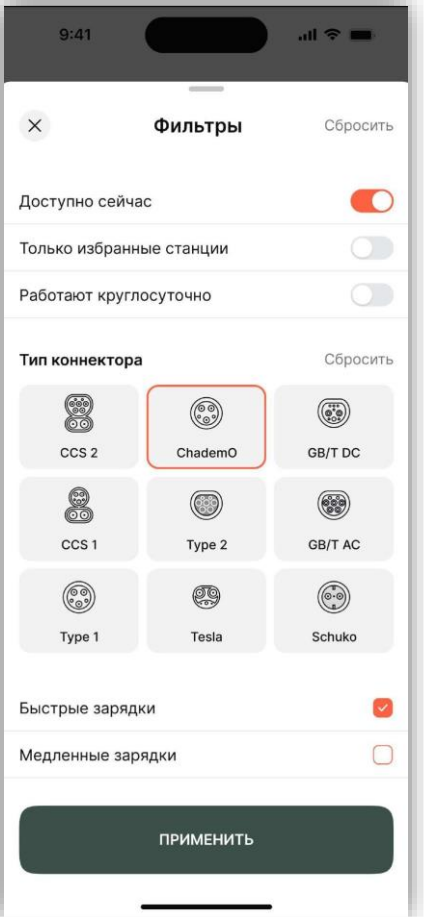 9:41
Фильтры
Сбросить
Доступно сейчас
Только избранные станции
Работают круглосуточно
Тип коннектора
Сбросить
CCS 2
ChademO
GB/T DC
CCS 1
Type 2
GB/T AC
Type 1
Tesla
Schuko
Быстрые зарядки
Медленные зарядки
ПРИМЕНИТЬ